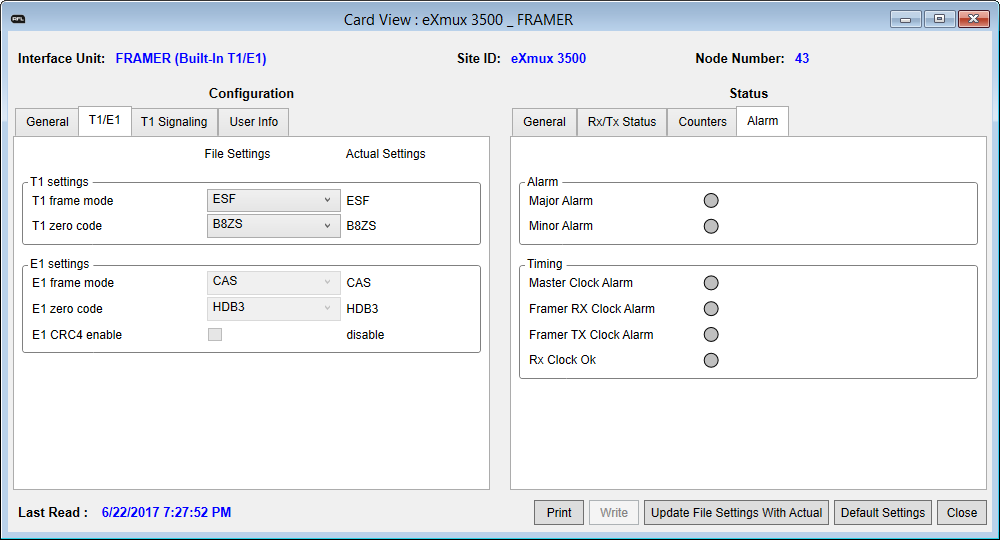 RFL
Card View : eXmux 3500 _ FRAMER
Interface Unit: FRAMER (Built-In T1/E1) Site ID: eXmux 3500 Node Number: 43
Configuration
General T1/E1 T1 Signaling User Info
File Settings Actual Settings
T1 settings
T1 frame mode ESF ESF
T1 zero code B8ZS B8ZS
E1 settings
E1 frame mode CAS CAS
E1 zero code HDB3 HDB3
E1 CRC4 enable disable
Status
General Rx/Tx Status Counters Alarm
Alarm
Major Alarm
Minor Alarm
Timing
Master Clock Alarm
Framer RX Clock Alarm
Framer TX Clock Alarm
Rx Clock Ok
Last Read : 6/22/2017 7:27:52 PM
Print Write Update File Settings With Actual Default Settings Close